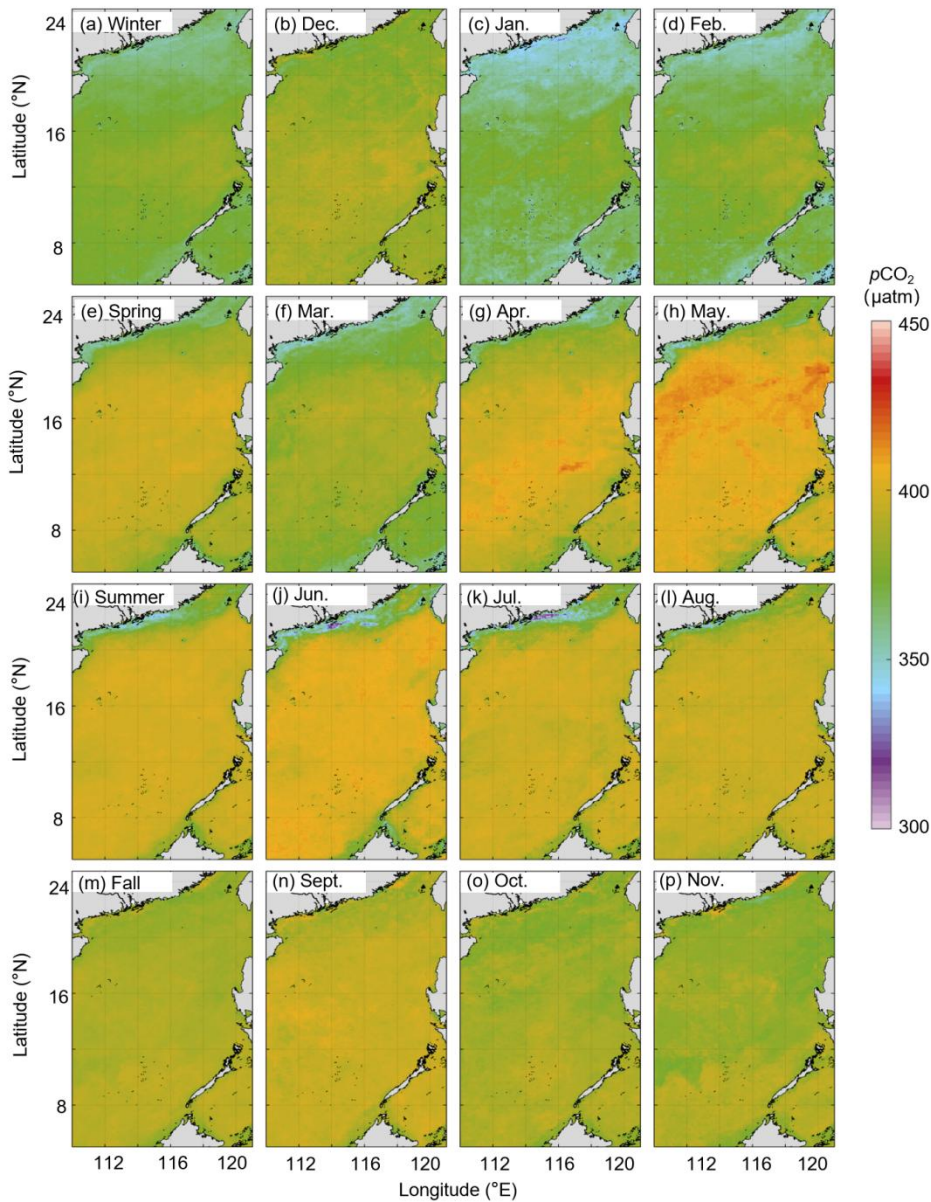 (a) Winter (b) Dec. (c) Jan. (d) Feb.
24
16
8
Latitude (°N)
(e) Spring (f) Mar. (g) Apr. (h) May.
24
16
8
Latitude (°N)
pCO₂
(µatm)
450
400
350
300
(i) Summer (j) Jun. (k) Jul. (l) Aug.
24
16
8
Latitude (°N)
(m) Fall (n) Sept. (o) Oct. (p) Nov.
24
16
8
Latitude (°N)
112 116 120 112 116 120 112 116 120 112 116 120
Longitude (°E)